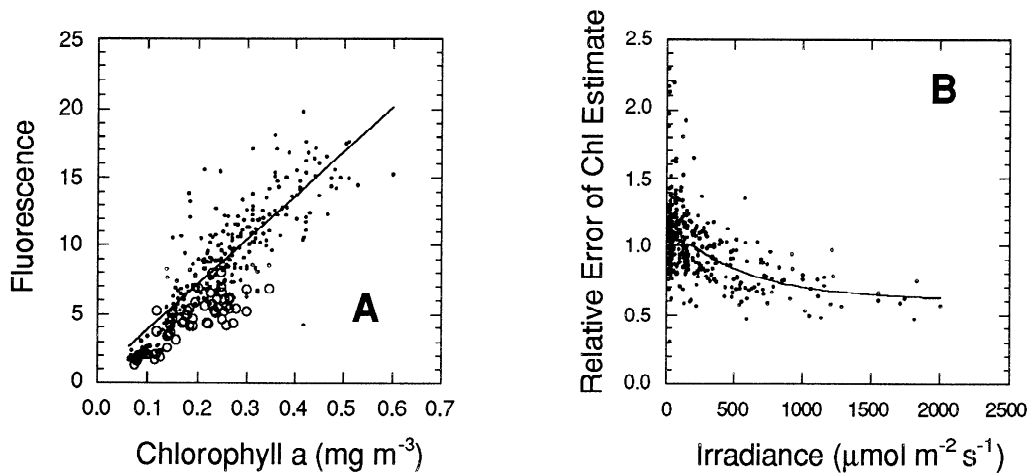 25
20
15
10
5
0
Fluorescence
A
0.0 0.1 0.2 0.3 0.4 0.5 0.6 0.7
Chlorophyll a (mg m⁻³)
2.5
2.0
1.5
1.0
0.5
0.0
Relative Error of Chl Estimate
B
0 500 1000 1500 2000 2500
Irradiance (μmol m⁻² s⁻¹)